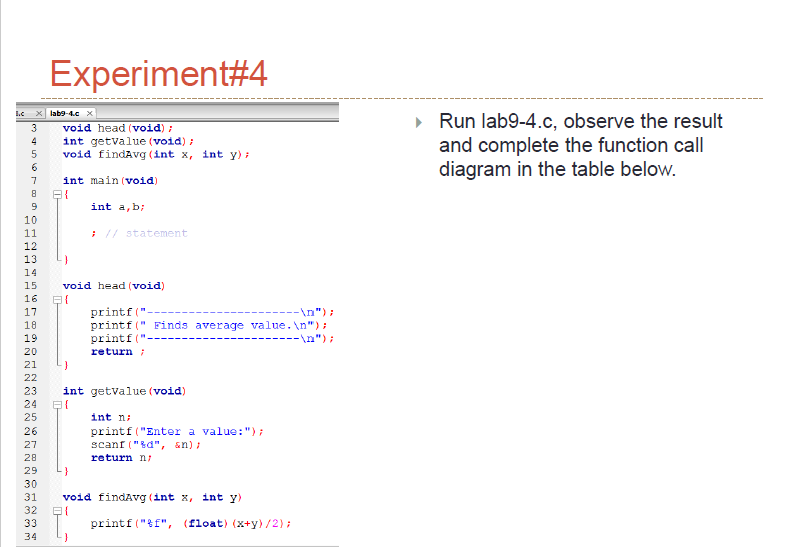 Experiment#4
l.c lab9-4.c
3 void head(void);
4 int getValue(void);
5 void findAvg(int x, int y);
6
7 int main(void)
8 {
9 int a,b;
10
11 ; // statement
12
13 }
14
15 void head(void)
16 {
17 printf("----------------------\n");
18 printf(" Finds average value.\n");
19 printf("----------------------\n");
20 return ;
21 }
22
23 int getValue(void)
24 {
25 int n;
26 printf("Enter a value:");
27 scanf("%d", &n);
28 return n;
29 }
30
31 void findAvg(int x, int y)
32 {
33 printf("%f", (float)(x+y)/2);
34 }
Run lab9-4.c, observe the result
and complete the function call
diagram in the table below.